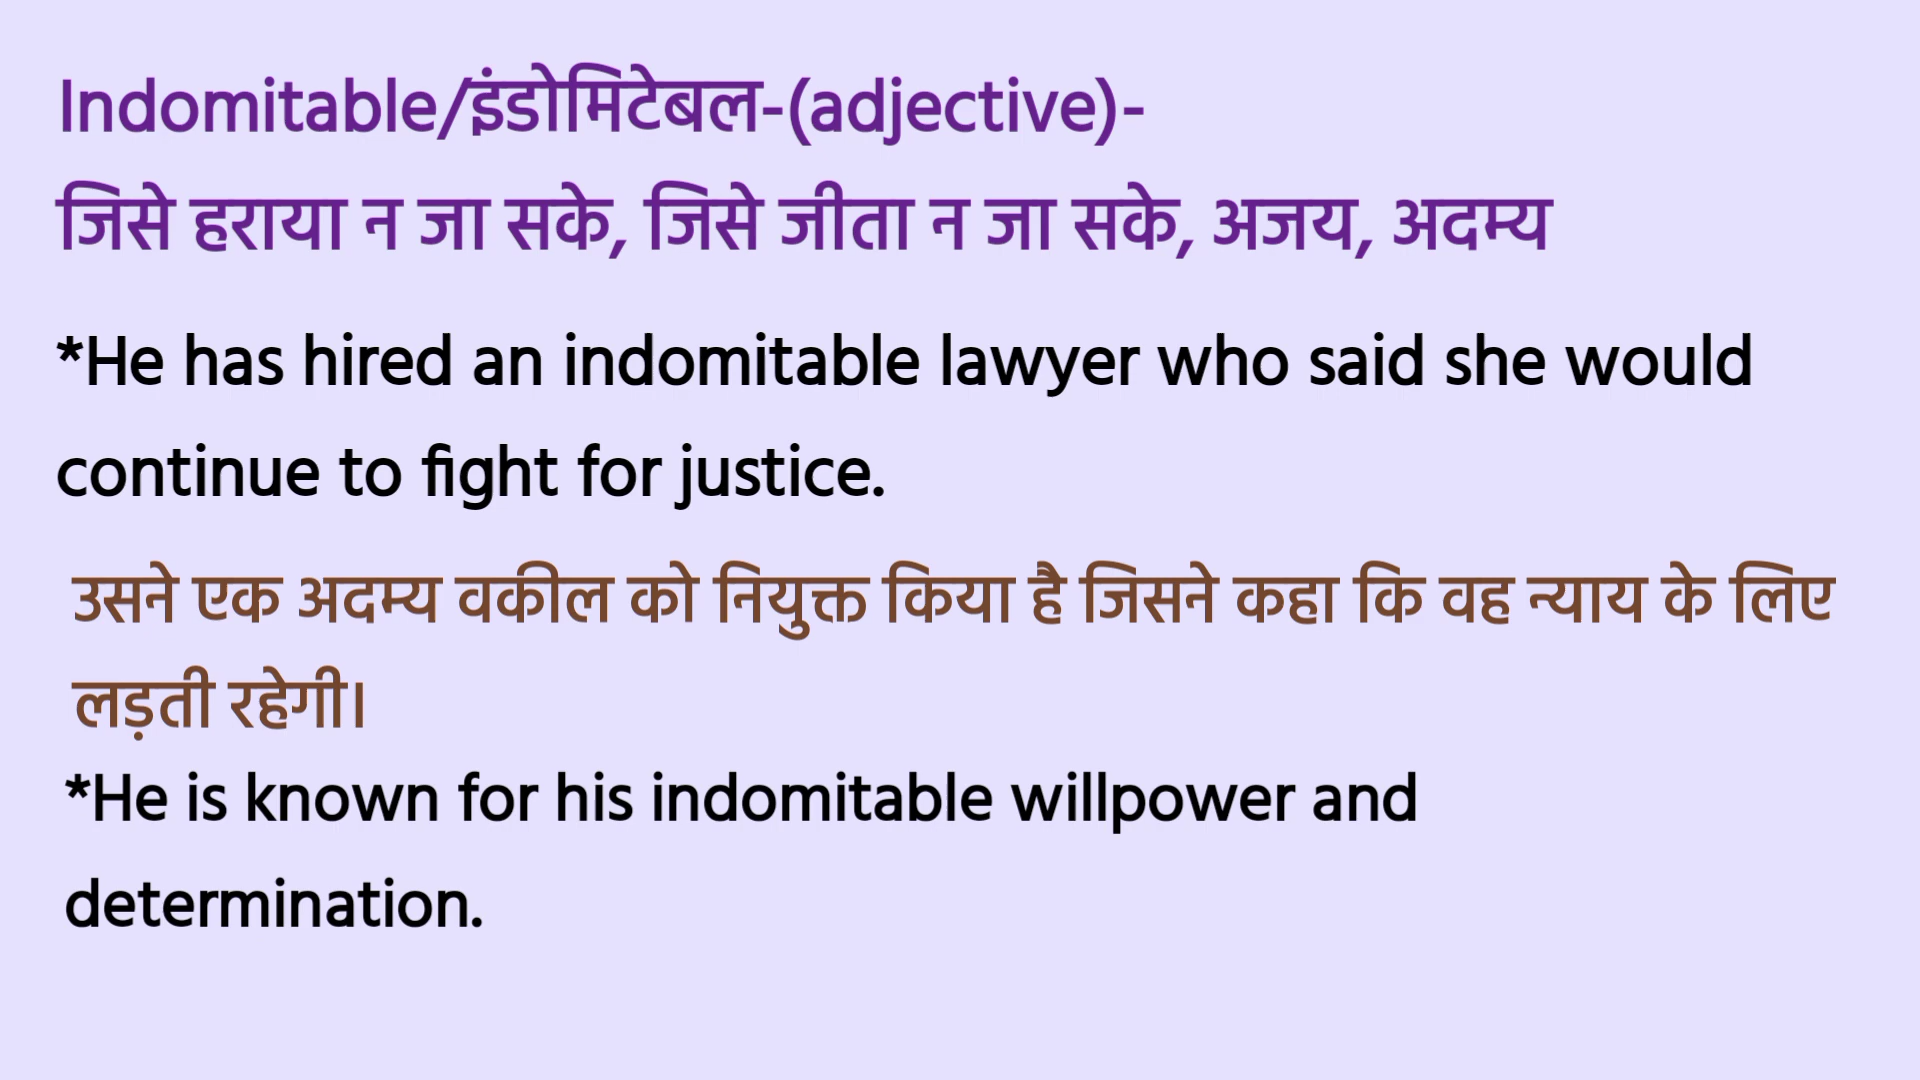 Indomitable/इंडोमिटेबल-(adjective)-
जिसे हराया न जा सके, जिसे जीता न जा सके, अजय, अदम्य
*He has hired an indomitable lawyer who said she would
continue to fight for justice.
उसने एक अदम्य वकील को नियुक्त किया है जिसने कहा कि वह न्याय के लिए
लड़ती रहेगी।
*He is known for his indomitable willpower and
determination.